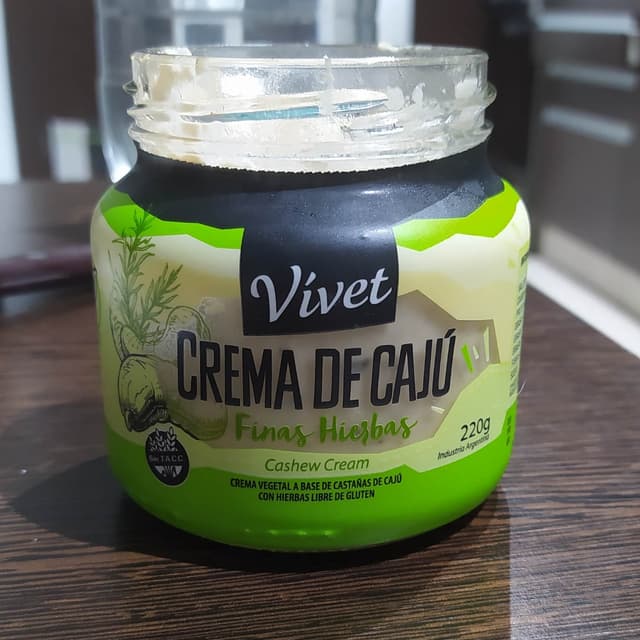 Vívet
CREMA DE CAJÚ
Finas Hierbas
220g
Industria Argentina
Cashew Cream
Sin T.A.C.C.
CREMA VEGETAL A BASE DE CASTAÑAS DE CAJÚ
CON HIERBAS LIBRE DE GLUTEN